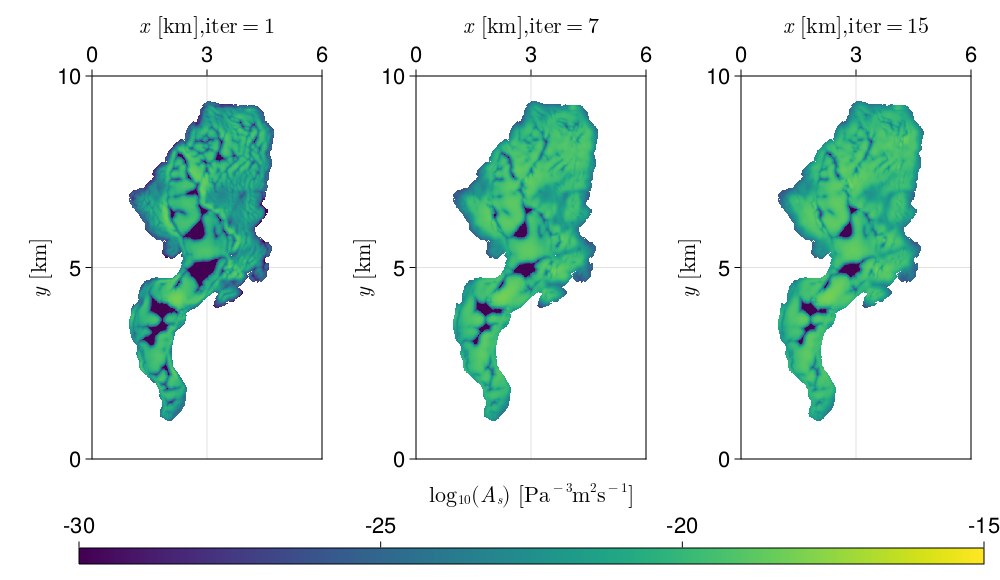 x [km],iter = 1 x [km],iter = 7 x [km],iter = 15
0 3 6 0 3 6 0 3 6
10 10 10
y [km] y [km] y [km]
5 5 5
0 0 0
log₁₀(Aₛ) [Pa⁻³m²s⁻¹]
-30 -25 -20 -15